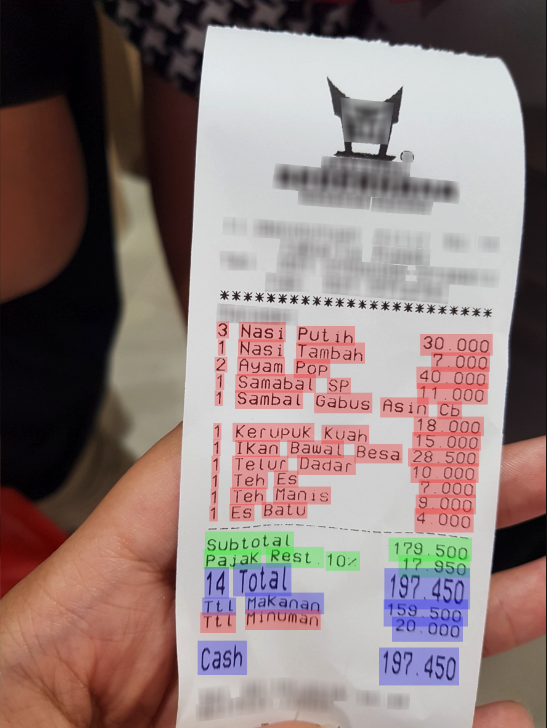 ********************************
3 Nasi Putih 30.000
1 Nasi Tambah 7.000
2 Ayam Pop 40.000
1 Samabal SP 11.000
1 Sambal Gabus Asin Cb
18.000
1 Kerupuk Kuah 15.000
1 Ikan Bawal Besa 28.500
1 Telur Dadar 10.000
1 Teh Es 7.000
1 Teh Manis 9.000
1 Es Batu 4.000
Subtotal 179.500
Pajak Rest.10% 17.950
14 Total 197.450
Ttl Makanan 159.500
Ttl Minuman 20.000
Cash 197.450